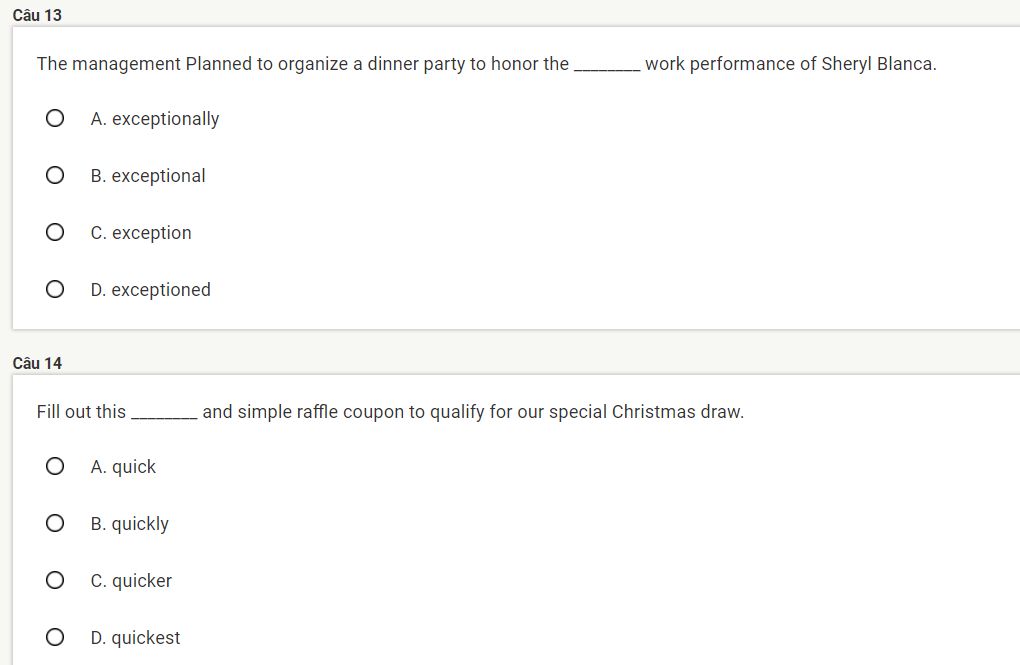 Câu 13
The management Planned to organize a dinner party to honor the ________ work performance of Sheryl Blanca.
A. exceptionally
B. exceptional
C. exception
D. exceptioned
Câu 14
Fill out this ________ and simple raffle coupon to qualify for our special Christmas draw.
A. quick
B. quickly
C. quicker
D. quickest